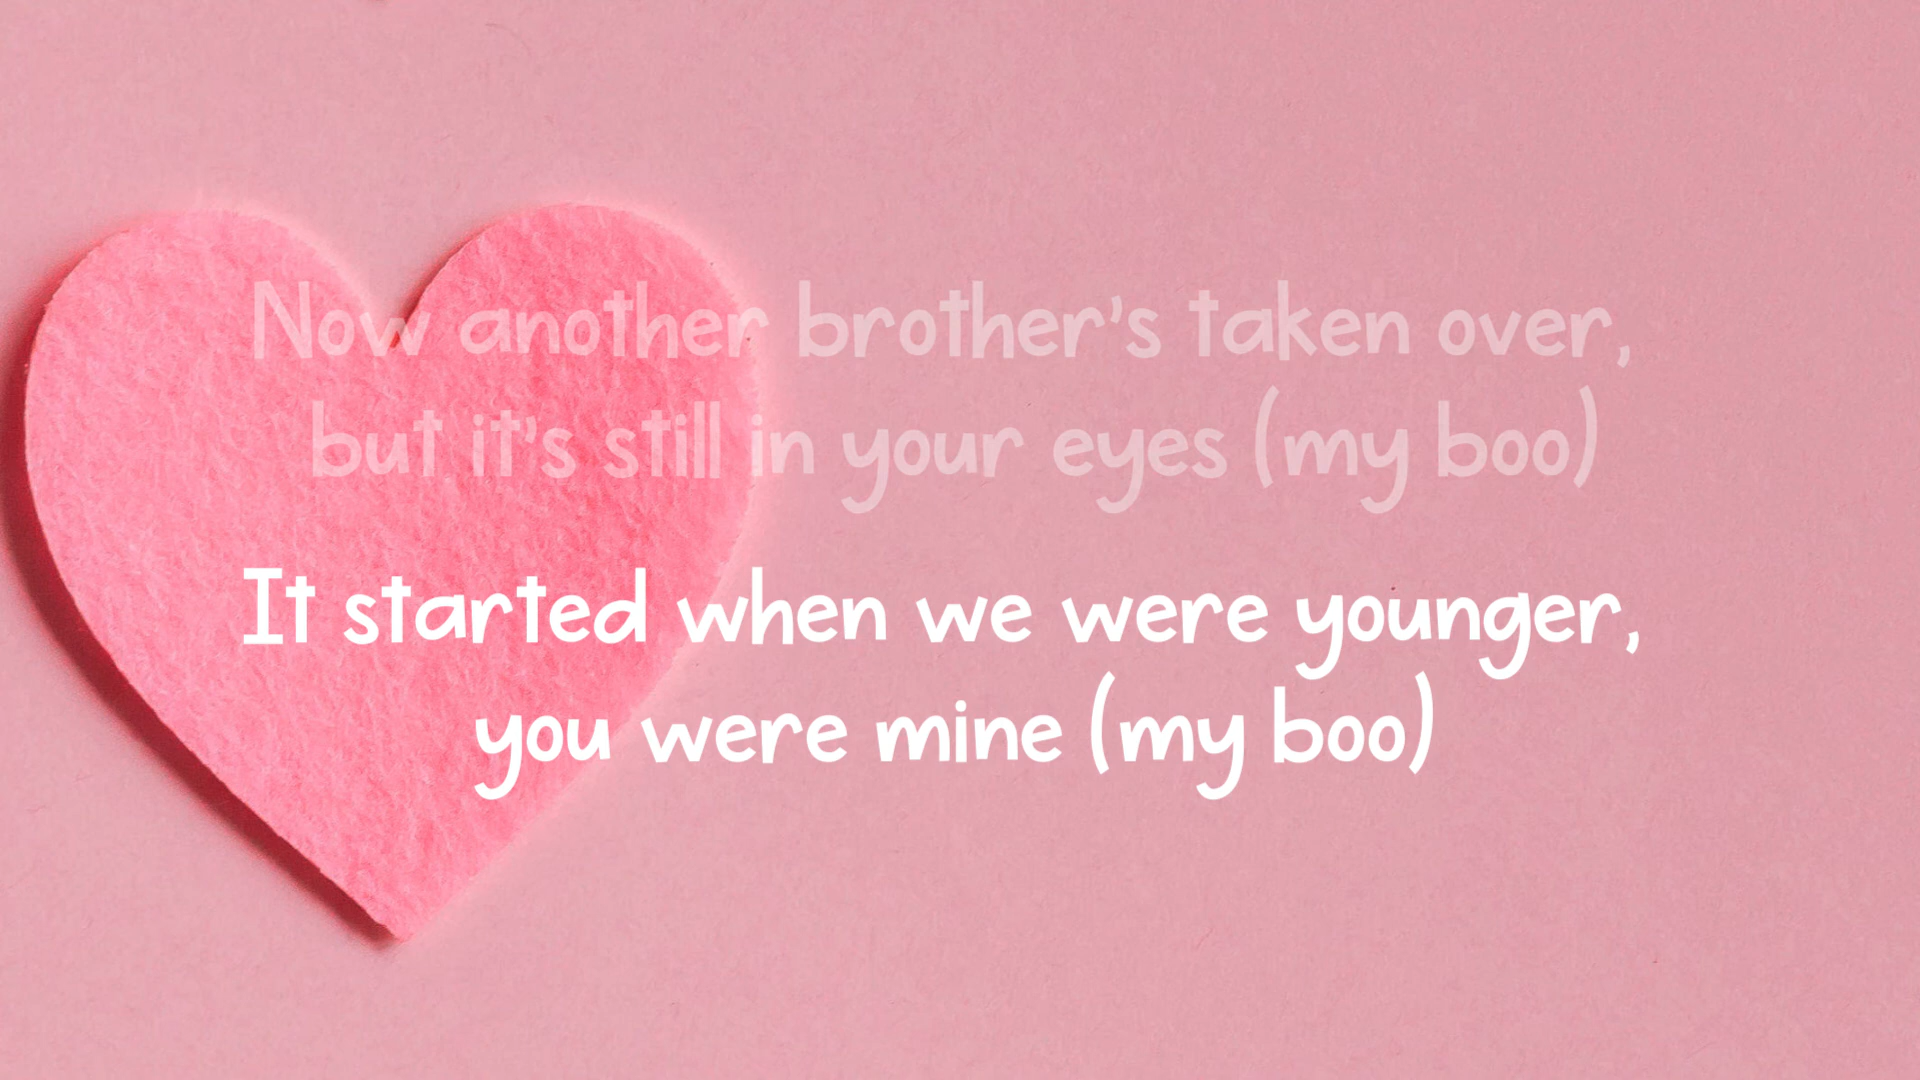 Now another brother's taken over,
but it's still in your eyes (my boo)
It started when we were younger,
you were mine (my boo)